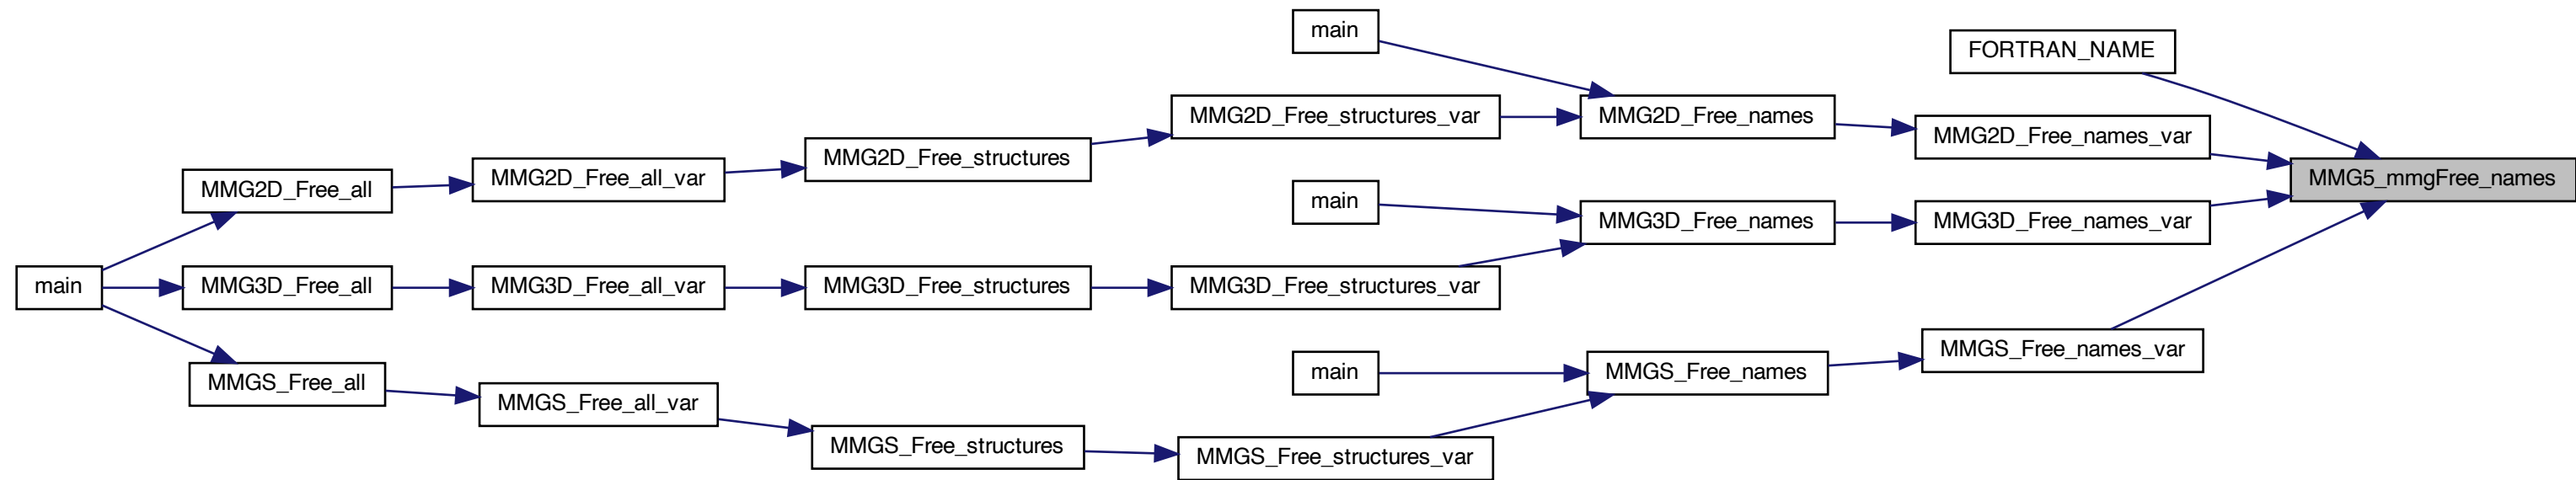 main
FORTRAN_NAME
MMG2D_Free_structures_var
MMG2D_Free_names
MMG2D_Free_names_var
MMG2D_Free_structures
MMG2D_Free_all_var
MMG2D_Free_all
MMG5_mmgFree_names
main
MMG3D_Free_names
MMG3D_Free_names_var
main
MMG3D_Free_all
MMG3D_Free_all_var
MMG3D_Free_structures
MMG3D_Free_structures_var
MMGS_Free_names_var
main
MMGS_Free_names
MMGS_Free_all
MMGS_Free_all_var
MMGS_Free_structures
MMGS_Free_structures_var